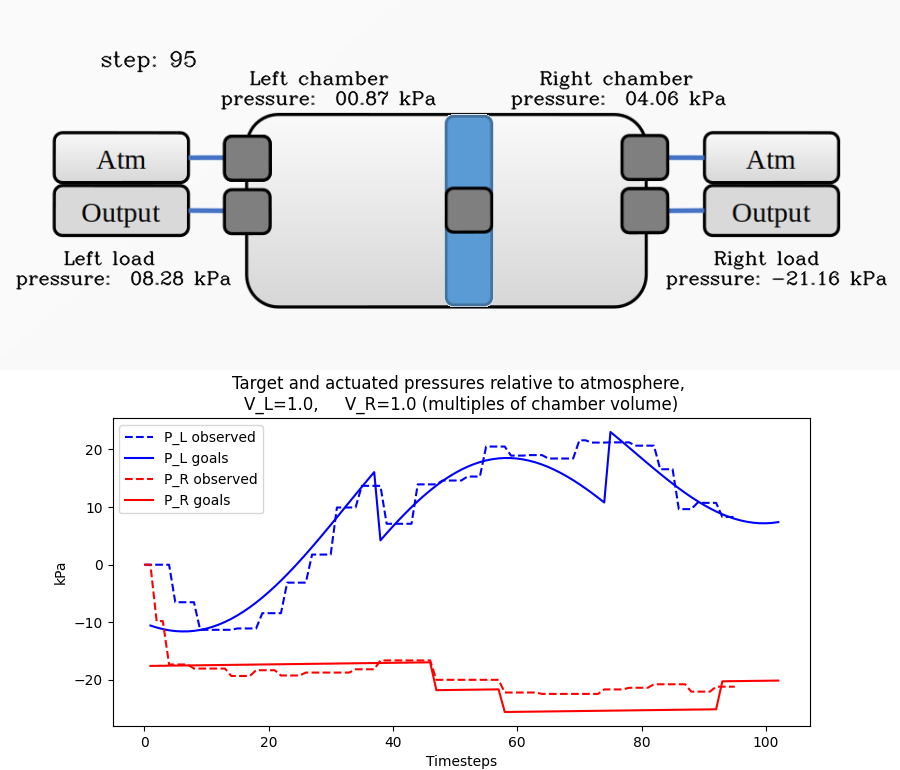 step: 95
Left chamber
pressure: 00.87 kPa
Right chamber
pressure: 04.06 kPa
Atm
Output
Atm
Output
Left load
pressure: 08.28 kPa
Right load
pressure: −21.16 kPa
Target and actuated pressures relative to atmosphere,
V_L=1.0, V_R=1.0 (multiples of chamber volume)
P_L observed
P_L goals
P_R observed
P_R goals
kPa
20
10
0
−10
−20
0 20 40 60 80 100
Timesteps